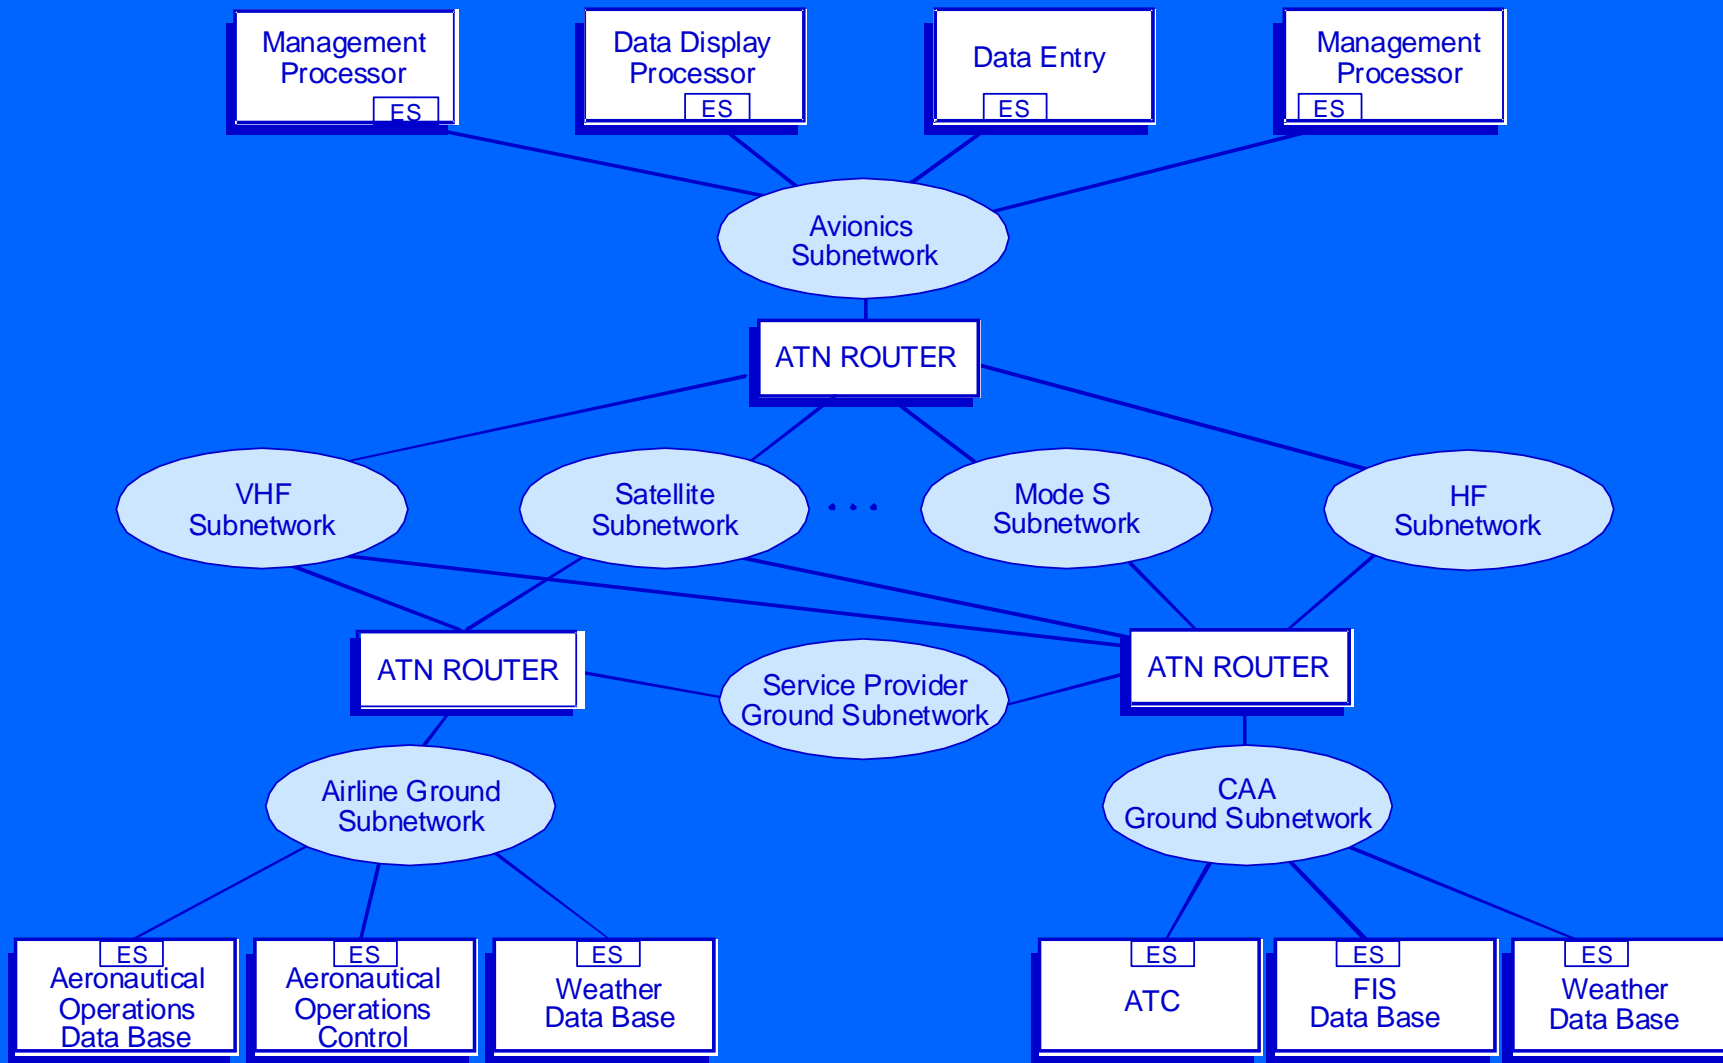 Management
Processor
ES
Data Display
Processor
ES
Data Entry
ES
Management
Processor
ES
Avionics
Subnetwork
ATN ROUTER
VHF
Subnetwork
Satellite
Subnetwork
. . .
Mode S
Subnetwork
HF
Subnetwork
ATN ROUTER
Service Provider
Ground Subnetwork
ATN ROUTER
Airline Ground
Subnetwork
CAA
Ground Subnetwork
ES
Aeronautical
Operations
Data Base
ES
Aeronautical
Operations
Control
ES
Weather
Data Base
ES
ATC
ES
FIS
Data Base
ES
Weather
Data Base